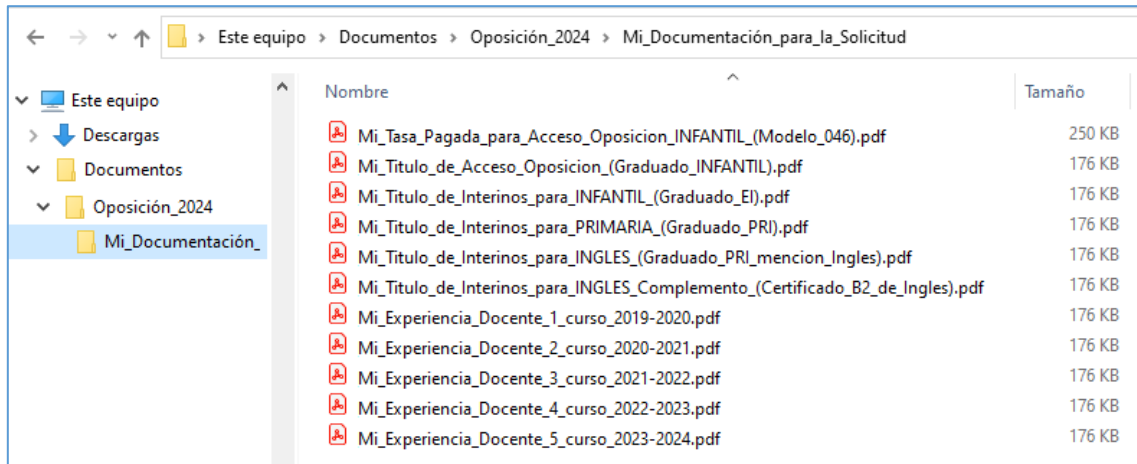 Este equipo > Documentos > Oposición_2024 > Mi_Documentación_para_la_Solicitud
Este equipo
Descargas
Documentos
Oposición_2024
Mi_Documentación_
Nombre Tamaño
Mi_Tasa_Pagada_para_Acceso_Oposicion_INFANTIL_(Modelo_046).pdf 250 KB
Mi_Titulo_de_Acceso_Oposicion_(Graduado_INFANTIL).pdf 176 KB
Mi_Titulo_de_Interinos_para_INFANTIL_(Graduado_EI).pdf 176 KB
Mi_Titulo_de_Interinos_para_PRIMARIA_(Graduado_PRI).pdf 176 KB
Mi_Titulo_de_Interinos_para_INGLES_(Graduado_PRI_mencion_Ingles).pdf 176 KB
Mi_Titulo_de_Interinos_para_INGLES_Complemento_(Certificado_B2_de_Ingles).pdf 176 KB
Mi_Experiencia_Docente_1_curso_2019-2020.pdf 176 KB
Mi_Experiencia_Docente_2_curso_2020-2021.pdf 176 KB
Mi_Experiencia_Docente_3_curso_2021-2022.pdf 176 KB
Mi_Experiencia_Docente_4_curso_2022-2023.pdf 176 KB
Mi_Experiencia_Docente_5_curso_2023-2024.pdf 176 KB